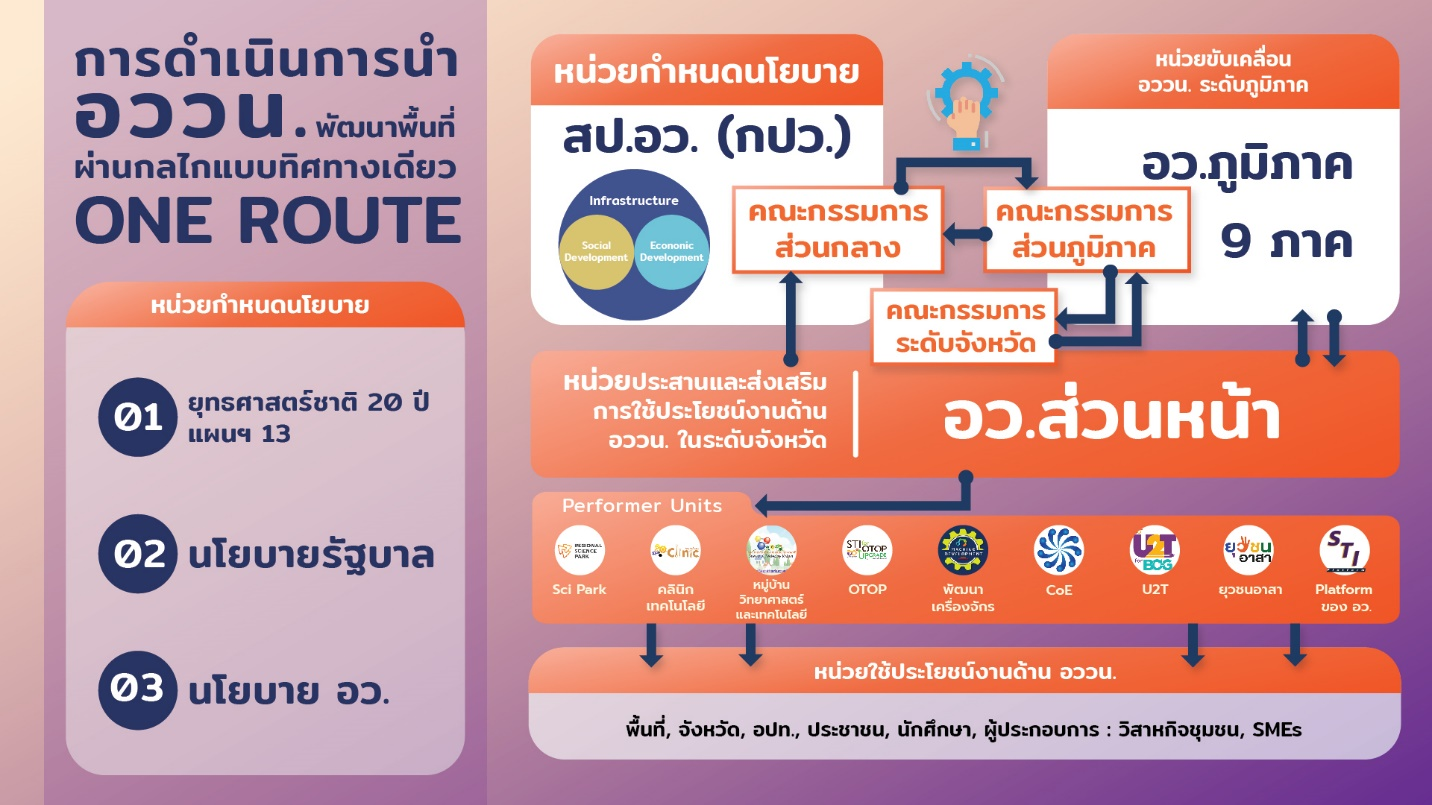 การดำเนินการนำ
อววน. พัฒนาพื้นที่
ผ่านกลไกแบบทิศทางเดียว
ONE ROUTE
หน่วยกำหนดนโยบาย
01 ยุทธศาสตร์ชาติ 20 ปี
แผนฯ 13
02 นโยบายรัฐบาล
03 นโยบาย อว.
หน่วยกำหนดนโยบาย
สป.อว. (กปว.)
Infrastructure
Social
Development
Econonic
Development
คณะกรรมการ
ส่วนกลาง
คณะกรรมการ
ส่วนภูมิภาค
คณะกรรมการ
ระดับจังหวัด
หน่วยขับเคลื่อน
อววน. ระดับภูมิภาค
อว.ภูมิภาค
9 ภาค
หน่วยประสานและส่งเสริม
การใช้ประโยชน์งานด้าน
อววน. ในระดับจังหวัด
อว.ส่วนหน้า
Performer Units
REGIONAL
SCIENCE
PARK
Sci Park
Clinic
คลินิก
เทคโนโลยี
หมู่บ้าน
วิทยาศาสตร์
และเทคโนโลยี
STI
OTOP
UPGRADE
OTOP
MACHINE
DEVELOPMENT
พัฒนา
เครื่องจักร
CoE
U2T
for BCG
U2T
ยุวชน
อาสา
ยุวชนอาสา
STI
Platform
ของ อว.
หน่วยใช้ประโยชน์งานด้าน อววน.
พื้นที่, จังหวัด, อปท., ประชาชน, นักศึกษา, ผู้ประกอบการ : วิสาหกิจชุมชน, SMEs